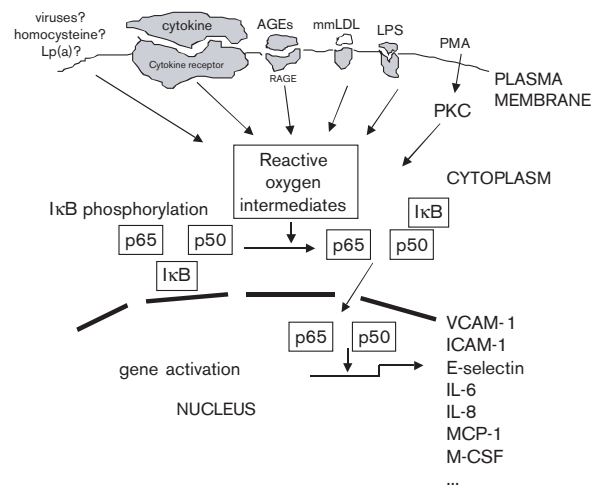 viruses?
homocysteine?
Lp(a)?
cytokine
Cytokine receptor
AGEs
RAGE
mmLDL
LPS
PMA
PLASMA
MEMBRANE
PKC
Reactive
oxygen
intermediates
CYTOPLASM
IκB phosphorylation
p65
p50
IκB
p65
p50
IκB
p65
p50
gene activation
NUCLEUS
VCAM-1
ICAM-1
E-selectin
IL-6
IL-8
MCP-1
M-CSF
...